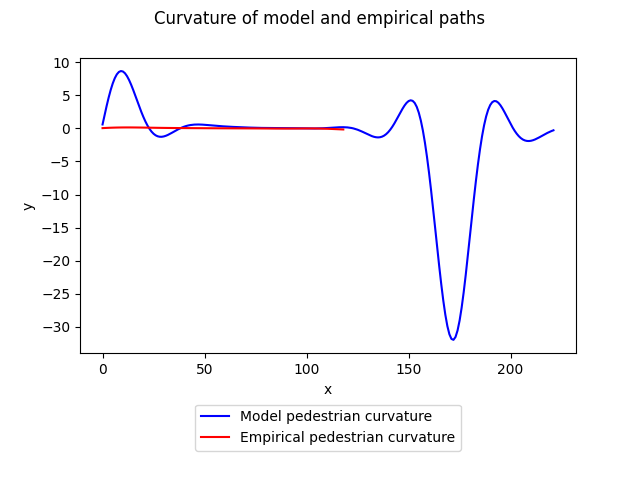 Curvature of model and empirical paths
10
5
0
−5
−10
−15
−20
−25
−30
y
0 50 100 150 200
x
Model pedestrian curvature
Empirical pedestrian curvature